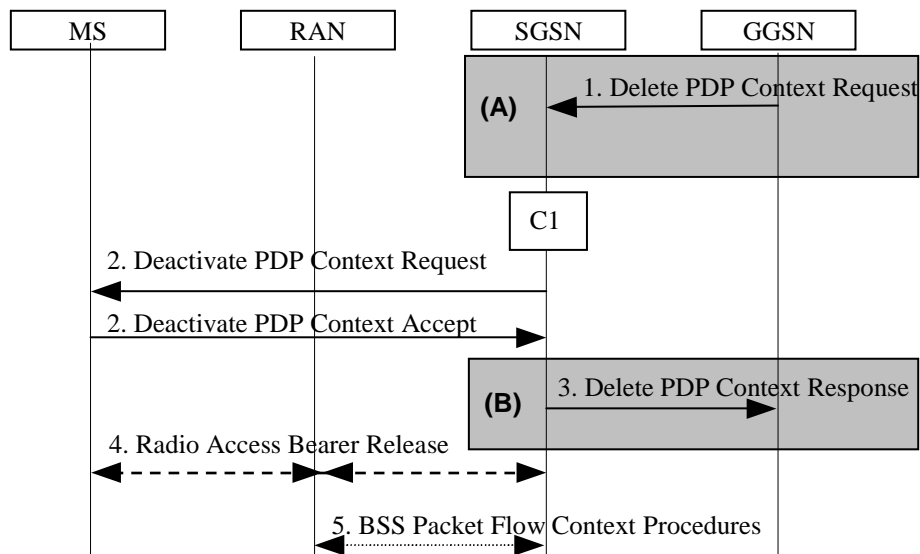 MS
RAN
SGSN
GGSN
1. Delete PDP Context Request
(A)
C1
2. Deactivate PDP Context Request
2. Deactivate PDP Context Accept
3. Delete PDP Context Response
(B)
4. Radio Access Bearer Release
5. BSS Packet Flow Context Procedures